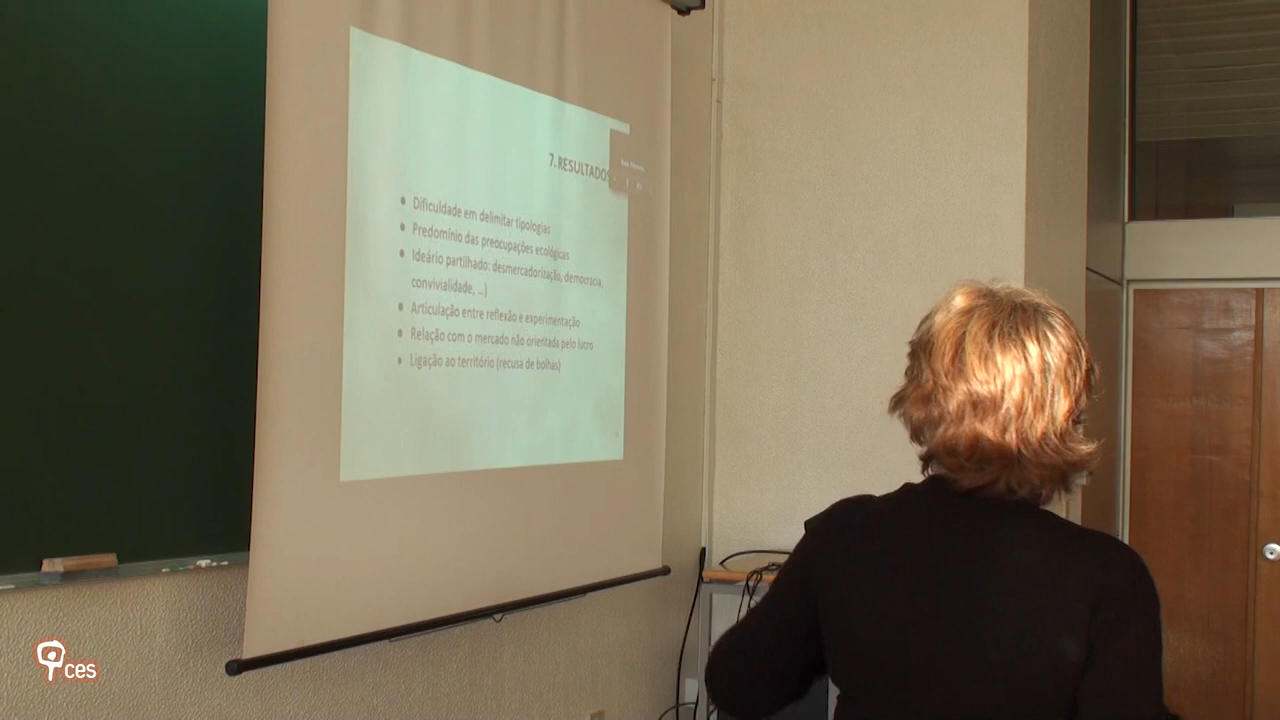 7. RESULTADOS
• Dificuldade em delimitar tipologias
• Predomínio das preocupações ecológicas
• Ideário partilhado: desmercadorização, democracia,
convivialidade, ...)
• Articulação entre reflexão e experimentação
• Relação com o mercado não orientada pelo lucro
• Ligação ao território (recusa de bolhas)
ces